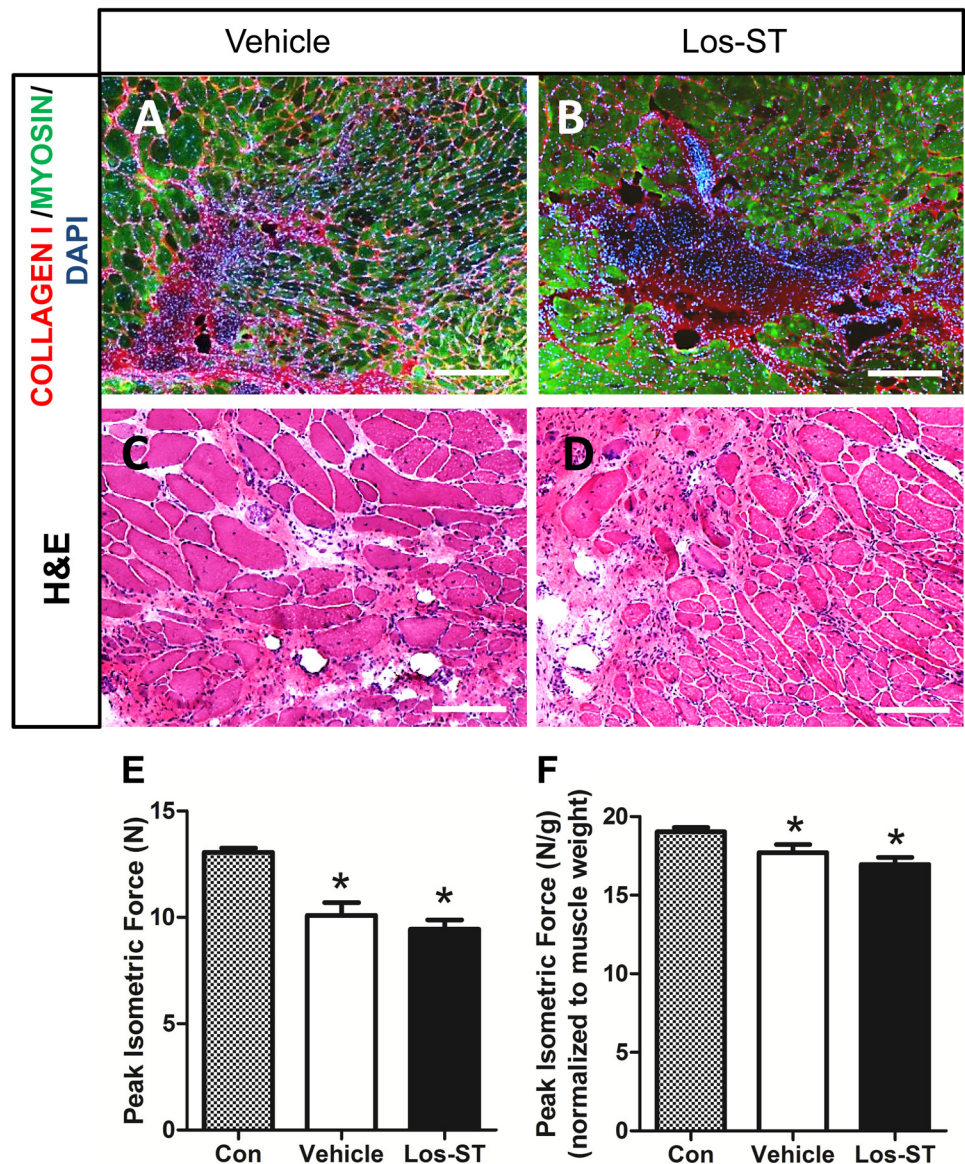 Vehicle
Los-ST
COLLAGEN I /MYOSIN/
DAPI
A
B
H&E
C
D
E
Peak Isometric Force (N)
15
10
5
0
*
*
Con
Vehicle
Los-ST
F
Peak Isometric Force (N/g)
(normalized to muscle weight)
20
15
10
5
0
*
*
Con
Vehicle
Los-ST